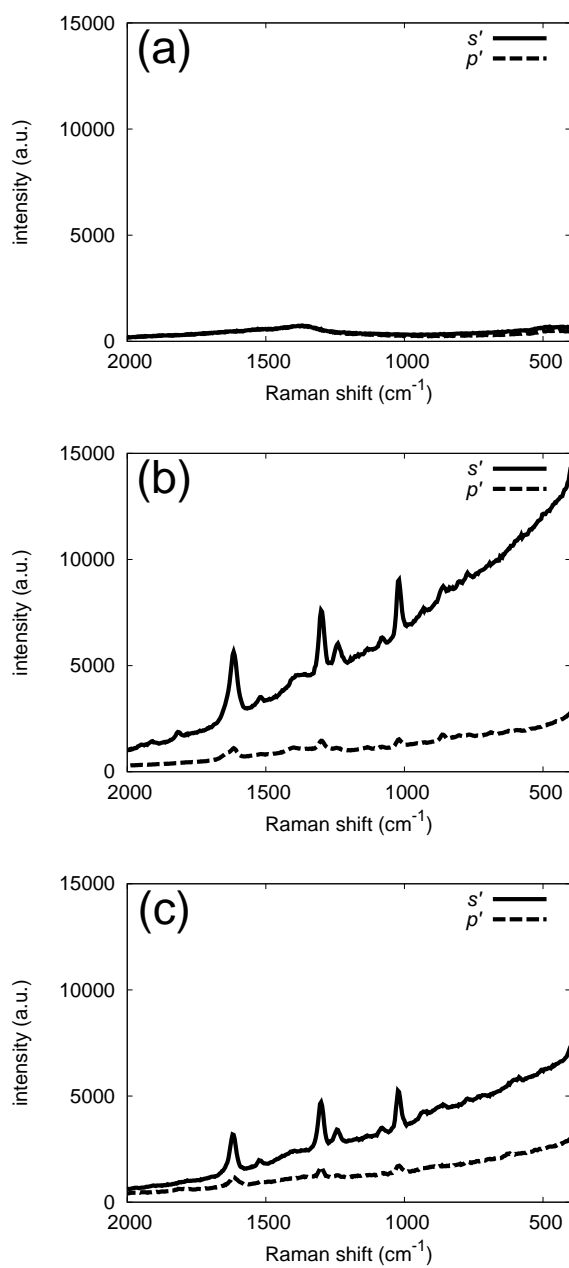 (a)
s'
p'
15000
10000
5000
0
intensity (a.u.)
2000 1500 1000 500
Raman shift (cm⁻¹)
(b)
s'
p'
15000
10000
5000
0
intensity (a.u.)
2000 1500 1000 500
Raman shift (cm⁻¹)
(c)
s'
p'
15000
10000
5000
0
intensity (a.u.)
2000 1500 1000 500
Raman shift (cm⁻¹)